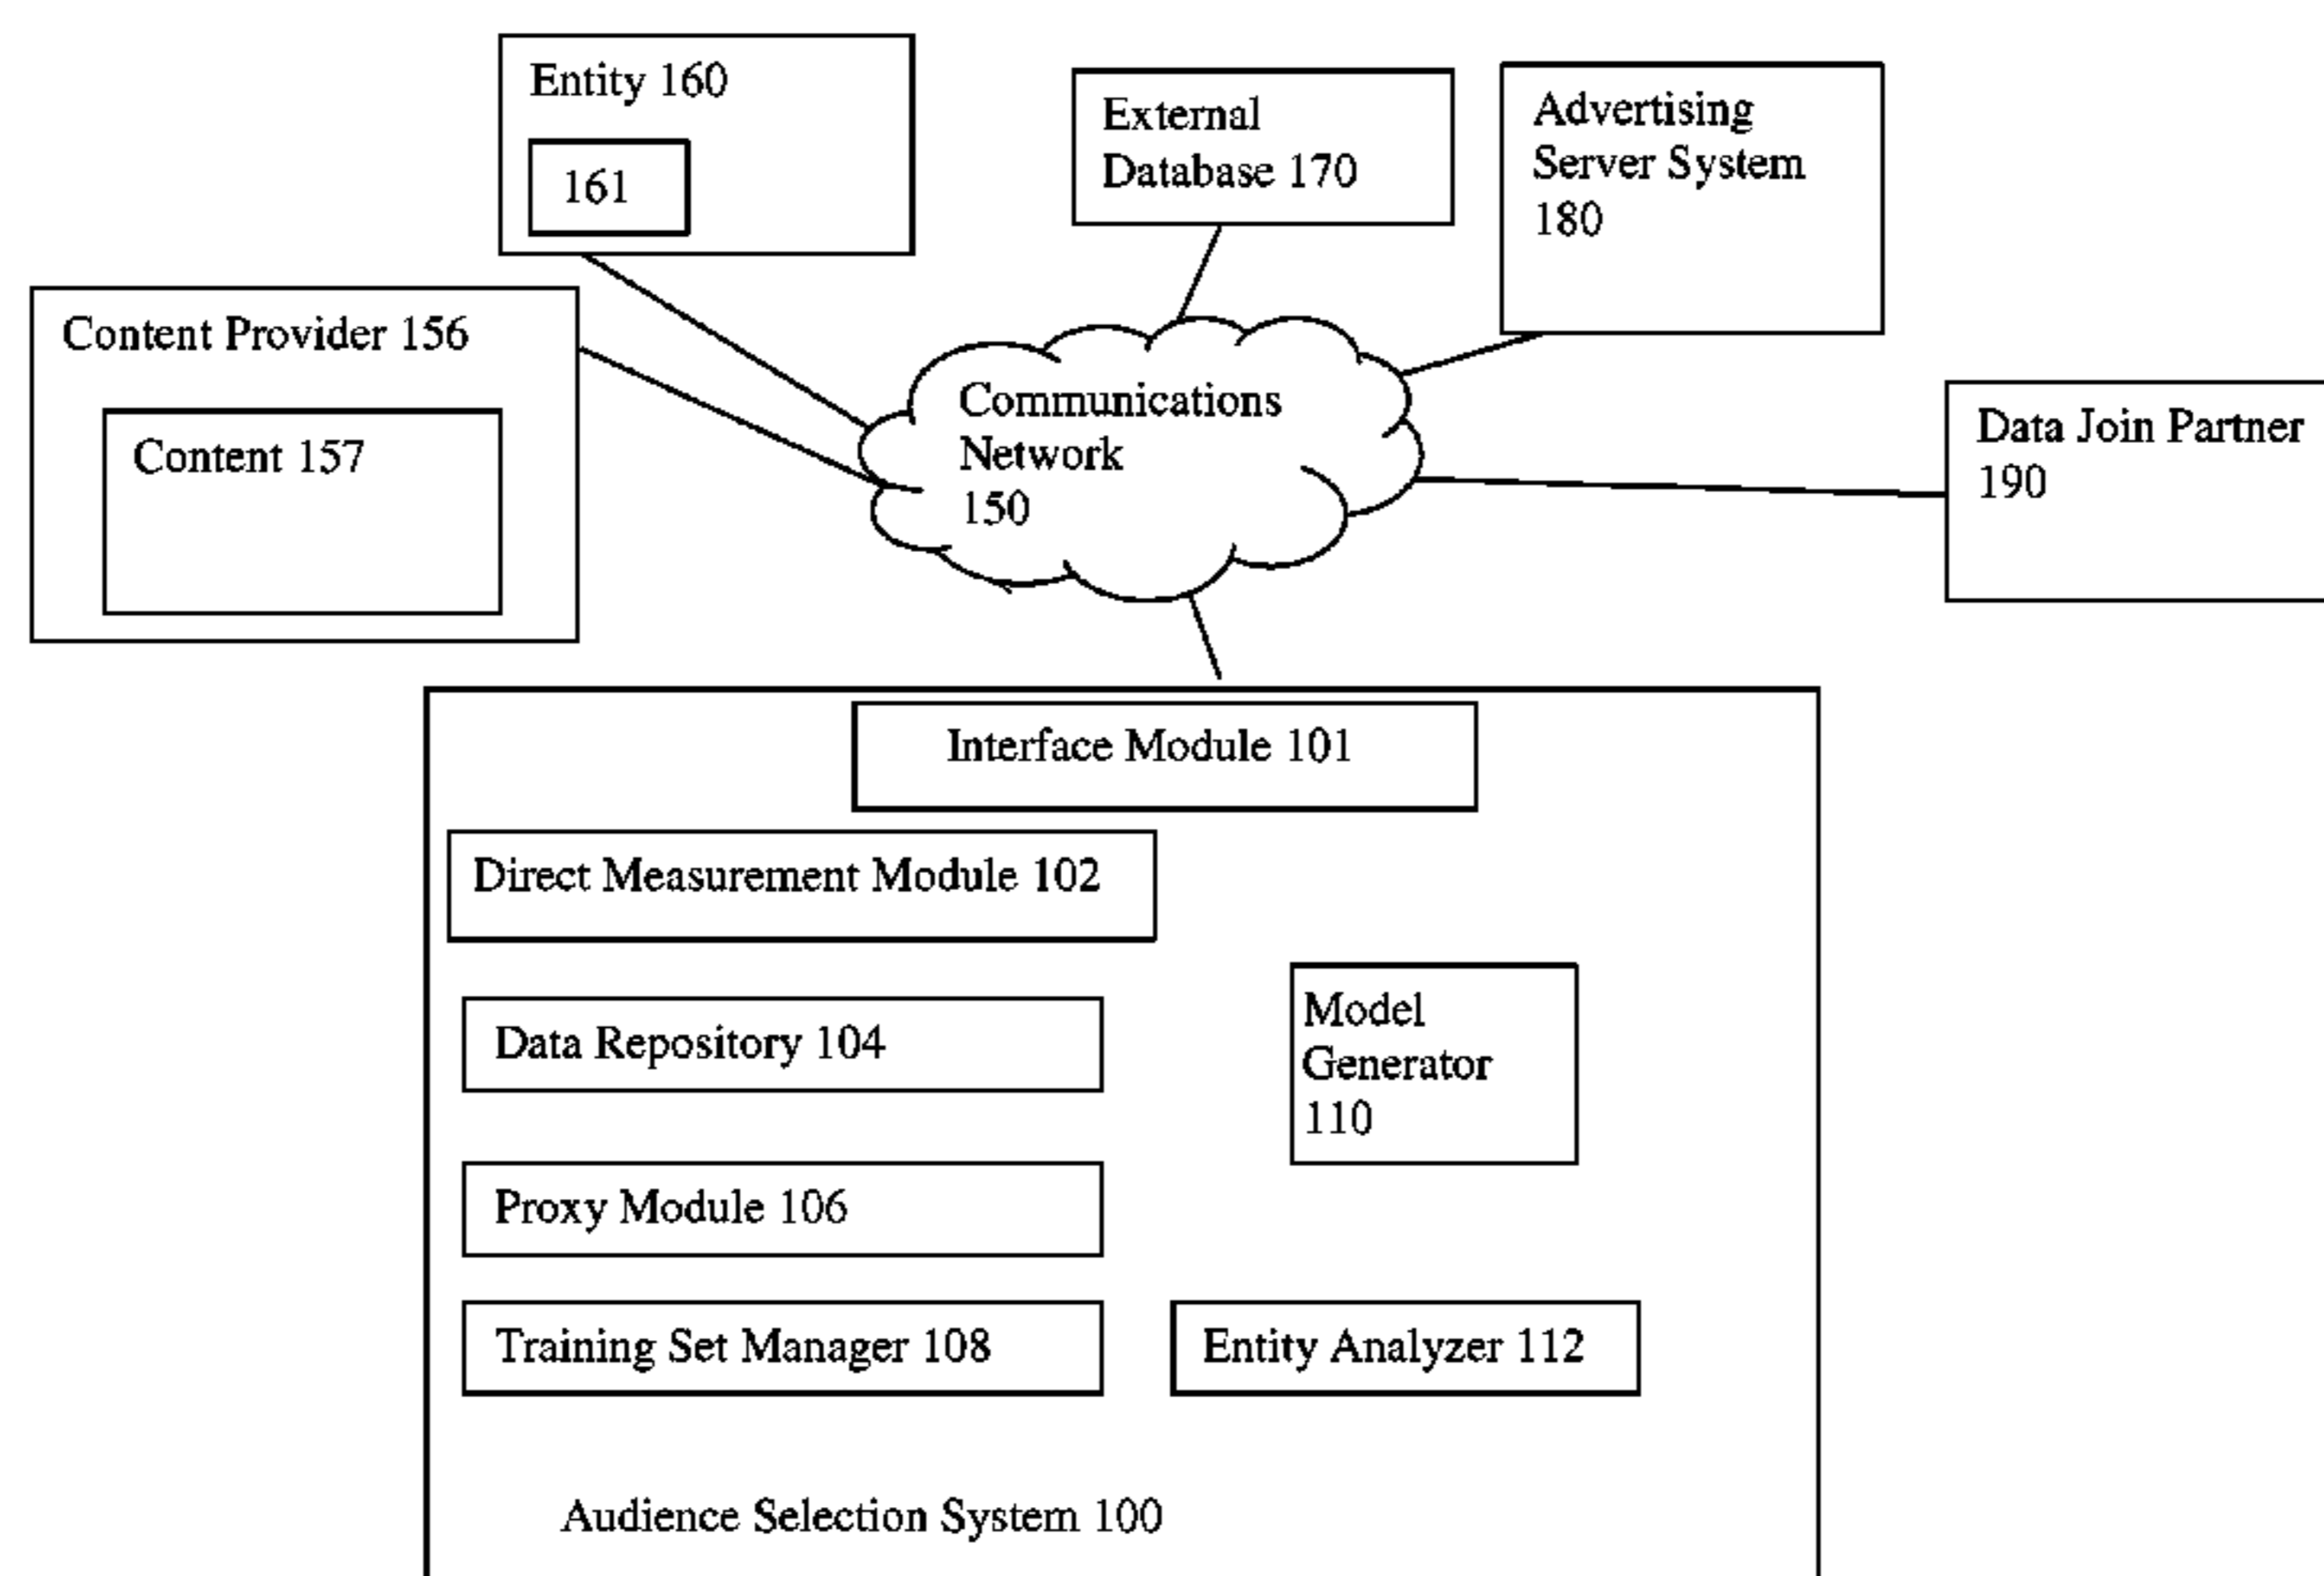 Entity 160
161
External
Database 170
Advertising
Server System
180
Content Provider 156
Content 157
Communications
Network
150
Data Join Partner
190
Interface Module 101
Direct Measurement Module 102
Data Repository 104
Model
Generator
110
Proxy Module 106
Training Set Manager 108
Entity Analyzer 112
Audience Selection System 100